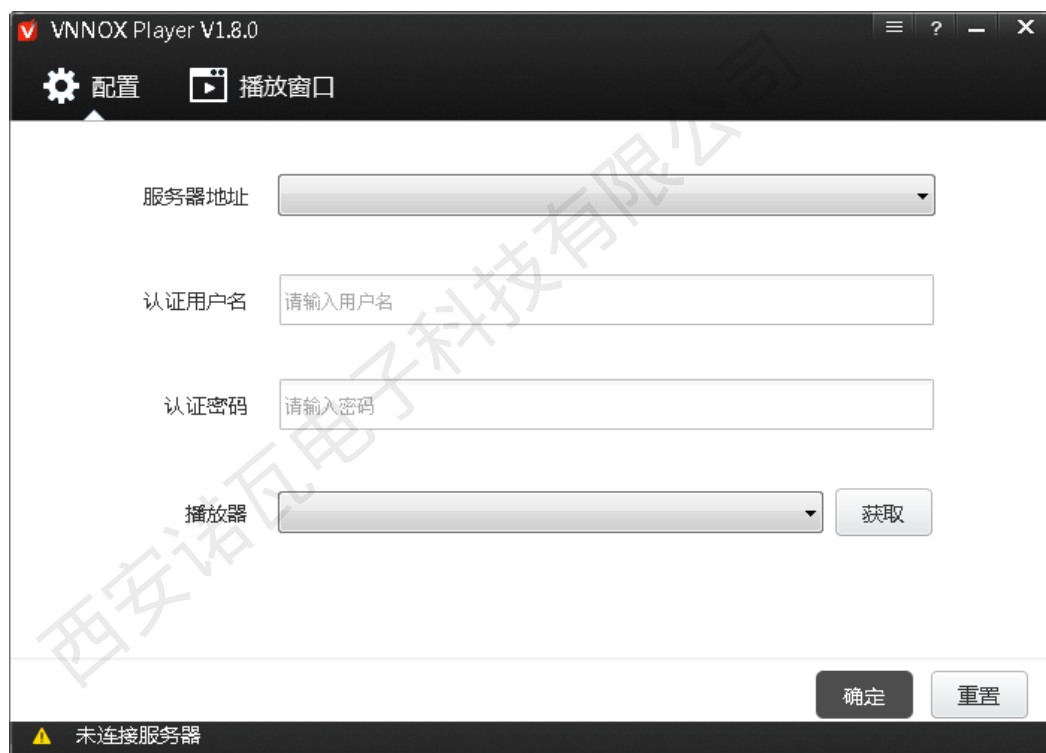 VNNOX Player V1.8.0
配置 播放窗口
服务器地址
认证用户名 请输入用户名
认证密码 请输入密码
播放器 获取
确定 重置
未连接服务器
西安诺瓦电子科技有限公司